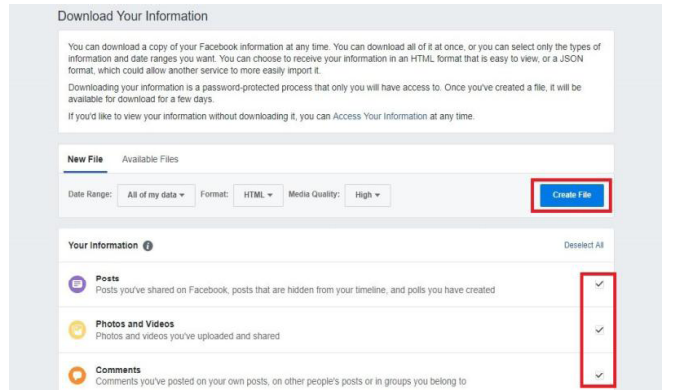 Download Your Information
You can download a copy of your Facebook information at any time. You can download all of it at once, or you can select only the types of
information and date ranges you want. You can choose to receive your information in an HTML format that is easy to view, or a JSON
format, which could allow another service to more easily import it.
Downloading your information is a password-protected process that only you will have access to. Once you've created a file, it will be
available for download for a few days.
If you'd like to view your information without downloading it, you can Access Your Information at any time.
New File Available Files
Date Range: All of my data Format: HTML Media Quality: High Create File
Your Information Deselect All
Posts
Posts you've shared on Facebook, posts that are hidden from your timeline, and polls you have created
Photos and Videos
Photos and videos you've uploaded and shared
Comments
Comments you've posted on your own posts, on other people's posts or in groups you belong to